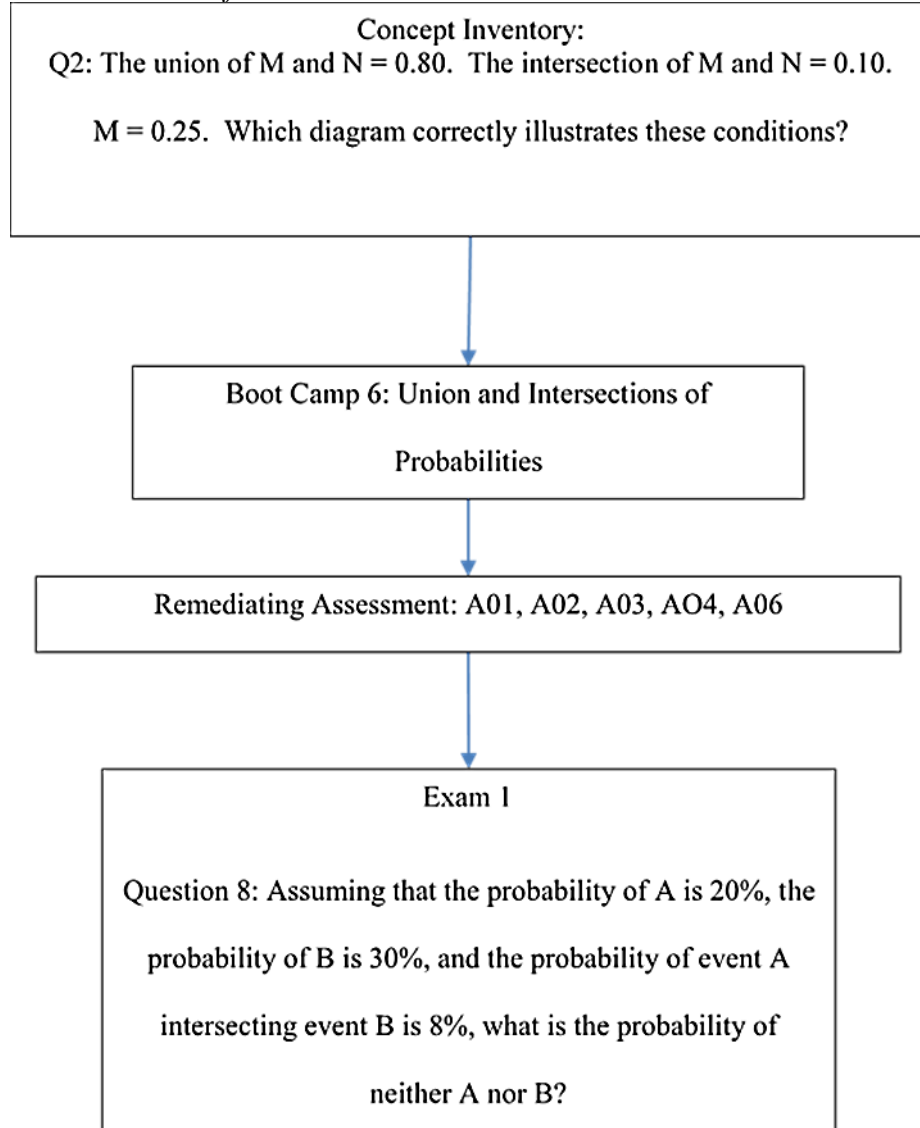 Concept Inventory:
Q2: The union of M and N = 0.80. The intersection of M and N = 0.10.
M = 0.25. Which diagram correctly illustrates these conditions?
Boot Camp 6: Union and Intersections of
Probabilities
Remediating Assessment: A01, A02, A03, AO4, A06
Exam 1
Question 8: Assuming that the probability of A is 20%, the
probability of B is 30%, and the probability of event A
intersecting event B is 8%, what is the probability of
neither A nor B?